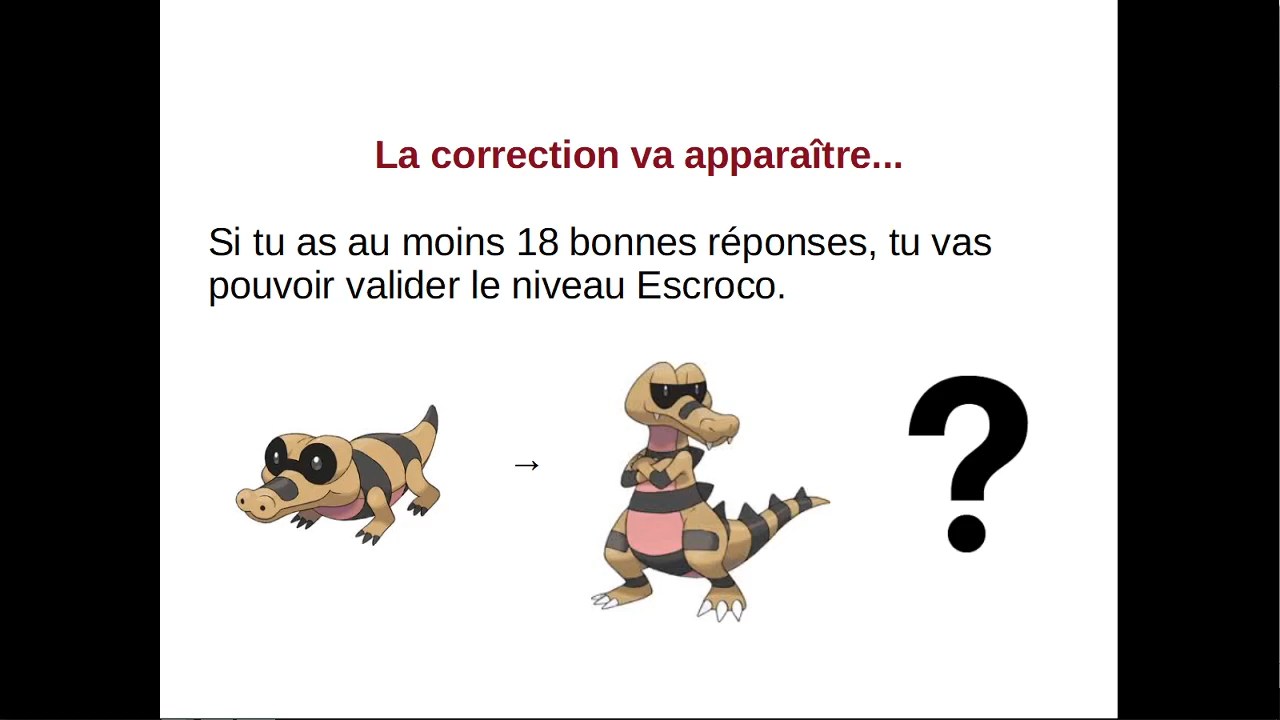 La correction va apparaître...
Si tu as au moins 18 bonnes réponses, tu vas
pouvoir valider le niveau Escroco.
→
?